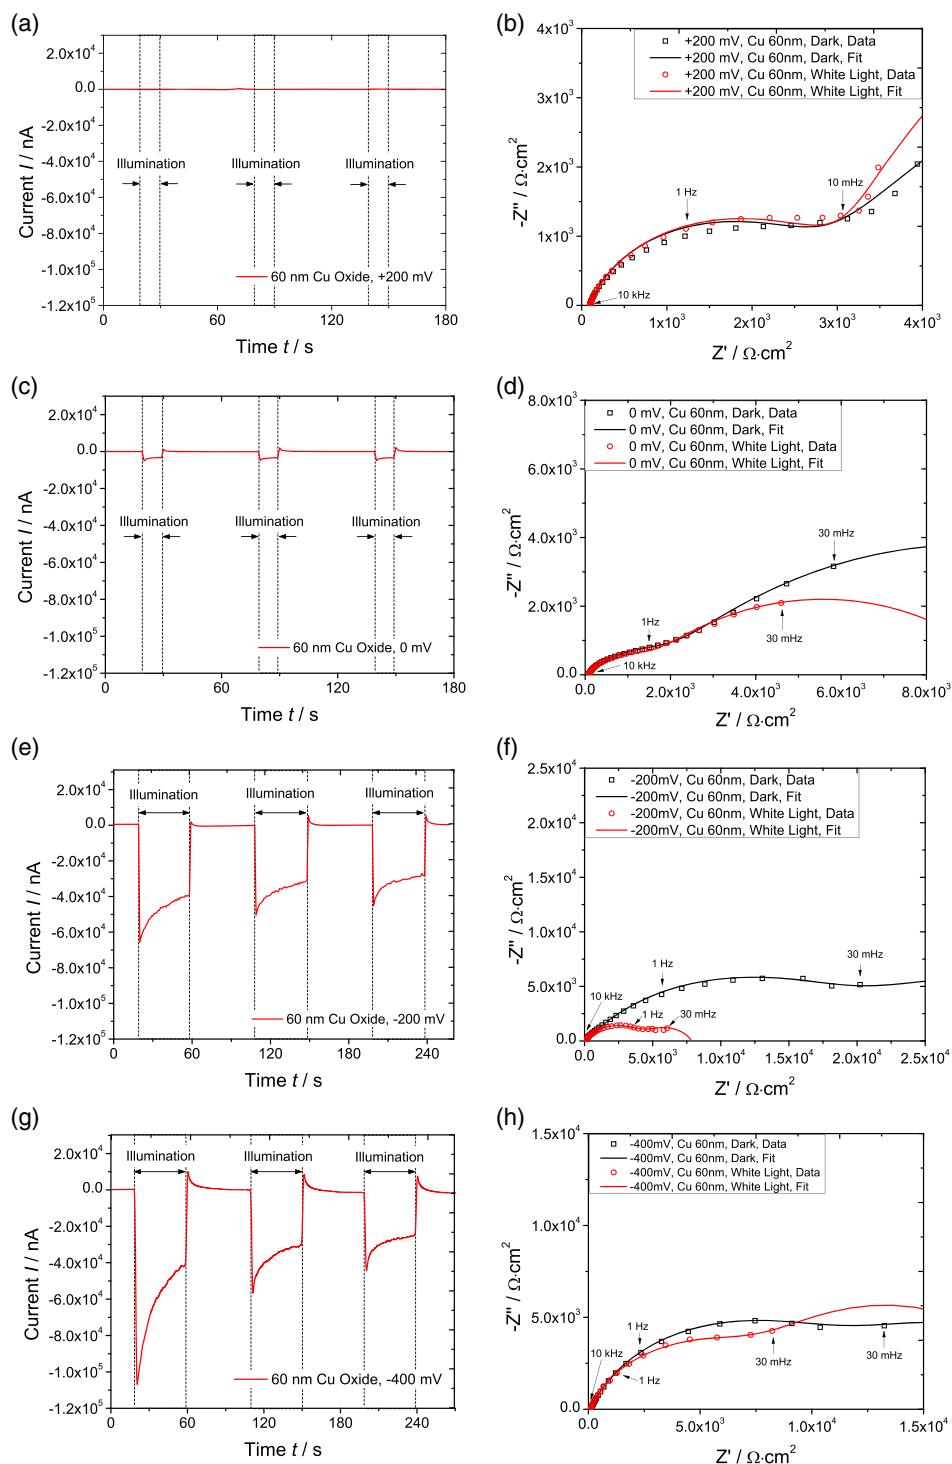 (a)
2.0x10⁴
0.0
-2.0x10⁴
-4.0x10⁴
-6.0x10⁴
-8.0x10⁴
-1.0x10⁵
-1.2x10⁵
Current I / nA
Illumination Illumination Illumination
60 nm Cu Oxide, +200 mV
0 60 120 180
Time t / s
(b)
4x10³
3x10³
2x10³
1x10³
0
-Z'' / Ω·cm²
+200 mV, Cu 60nm, Dark, Data
+200 mV, Cu 60nm, Dark, Fit
+200 mV, Cu 60nm, White Light, Data
+200 mV, Cu 60nm, White Light, Fit
1 Hz
10 mHz
10 kHz
1x10³ 2x10³ 3x10³ 4x10³
Z' / Ω·cm²
(c)
2.0x10⁴
0.0
-2.0x10⁴
-4.0x10⁴
-6.0x10⁴
-8.0x10⁴
-1.0x10⁵
-1.2x10⁵
Current I / nA
Illumination Illumination Illumination
60 nm Cu Oxide, 0 mV
0 60 120 180
Time t / s
(d)
8.0x10³
6.0x10³
4.0x10³
2.0x10³
0.0
-Z'' / Ω·cm²
0 mV, Cu 60nm, Dark, Data
0 mV, Cu 60nm, Dark, Fit
0 mV, Cu 60nm, White Light, Data
0 mV, Cu 60nm, White Light, Fit
30 mHz
1Hz
30 mHz
10 kHz
0.0 2.0x10³ 4.0x10³ 6.0x10³ 8.0x10³
Z' / Ω·cm²
(e)
2.0x10⁴
0.0
-2.0x10⁴
-4.0x10⁴
-6.0x10⁴
-8.0x10⁴
-1.0x10⁵
-1.2x10⁵
Current I / nA
Illumination Illumination Illumination
60 nm Cu Oxide, -200 mV
0 60 120 180 240
Time t / s
(f)
2.5x10⁴
2.0x10⁴
1.5x10⁴
1.0x10⁴
5.0x10³
0.0
-Z'' / Ω·cm²
-200mV, Cu 60nm, Dark, Data
-200mV, Cu 60nm, Dark, Fit
-200mV, Cu 60nm, White Light, Data
-200mV, Cu 60nm, White Light, Fit
1 Hz
30 mHz
10 kHz
1 Hz
30 mHz
0.0 5.0x10³ 1.0x10⁴ 1.5x10⁴ 2.0x10⁴ 2.5x10⁴
Z' / Ω·cm²
(g)
2.0x10⁴
0.0
-2.0x10⁴
-4.0x10⁴
-6.0x10⁴
-8.0x10⁴
-1.0x10⁵
-1.2x10⁵
Current I / nA
Illumination Illumination Illumination
60 nm Cu Oxide, -400 mV
0 60 120 180 240
Time t / s
(h)
1.5x10⁴
1.0x10⁴
5.0x10³
0.0
-Z'' / Ω·cm²
-400mV, Cu 60nm, Dark, Data
-400mV, Cu 60nm, Dark, Fit
-400mV, Cu 60nm, White Light, Data
-400mV, Cu 60nm, White Light, Fit
1 Hz
10 kHz
1 Hz
30 mHz
30 mHz
0.0 5.0x10³ 1.0x10⁴ 1.5x10⁴
Z' / Ω·cm²